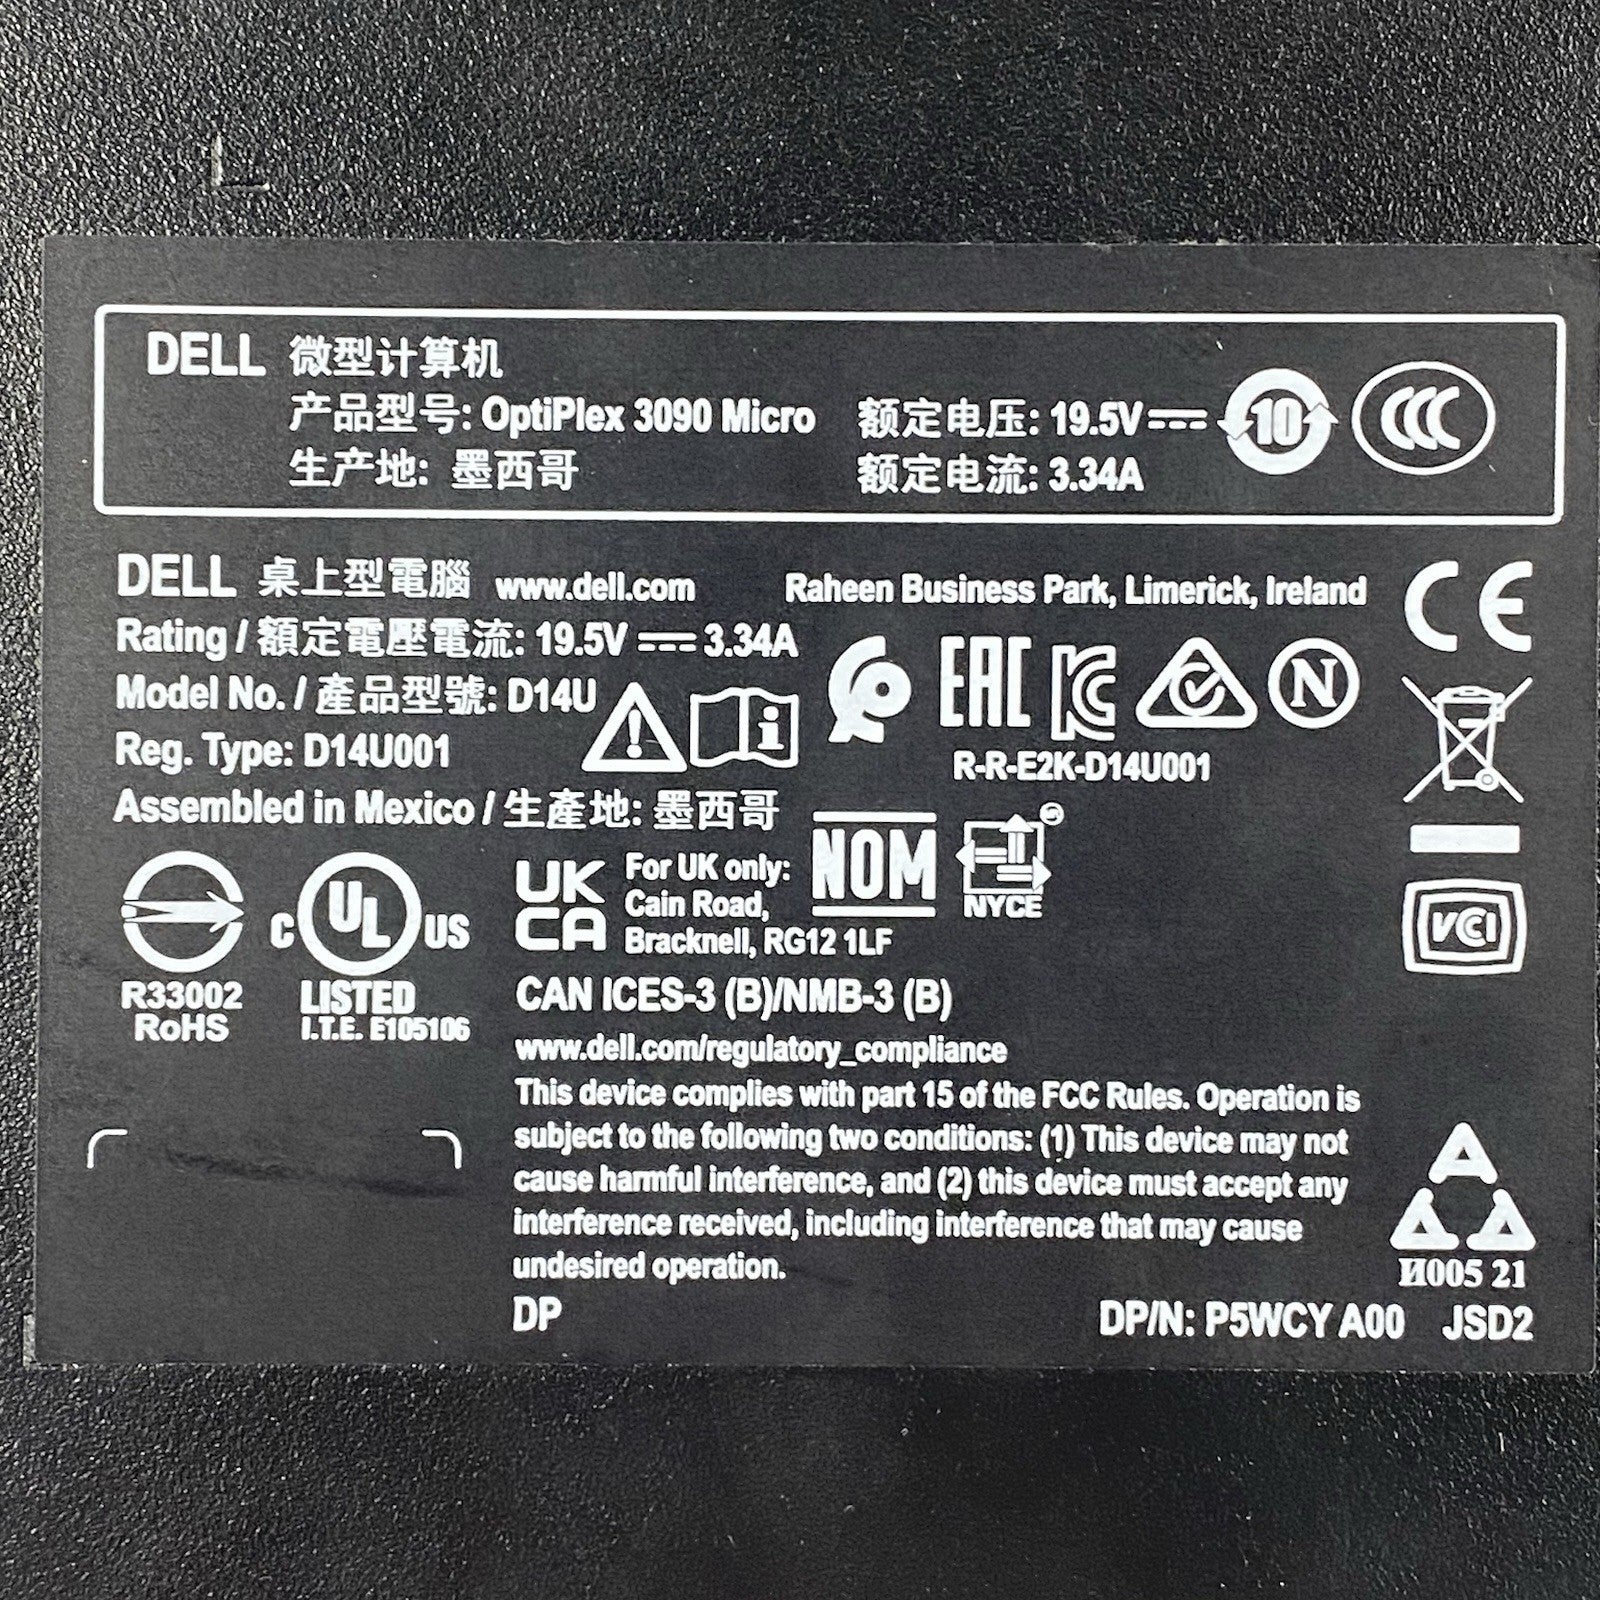 DELL 微型计算机
产品型号: OptiPlex 3090 Micro
生产地: 墨西哥
额定电压: 19.5V ⎓
额定电流: 3.34A
10
CCC
DELL 桌上型電腦 www.dell.com
Raheen Business Park, Limerick, Ireland
CE
Rating / 額定電壓電流: 19.5V ⎓ 3.34A
Model No. / 產品型號: D14U
Reg. Type: D14U001
EAC
KC
N
R-R-E2K-D14U001
Assembled in Mexico / 生產地: 墨西哥
R33002
RoHS
C UL US
LISTED
I.T.E. E105106
UK
CA
For UK only:
Cain Road,
Bracknell, RG12 1LF
NOM
NYCE
VCI
CAN ICES-3 (B)/NMB-3 (B)
www.dell.com/regulatory_compliance
This device complies with part 15 of the FCC Rules. Operation is
subject to the following two conditions: (1) This device may not
cause harmful interference, and (2) this device must accept any
interference received, including interference that may cause
undesired operation.
И005 21
DP
DP/N: P5WCY A00 JSD2